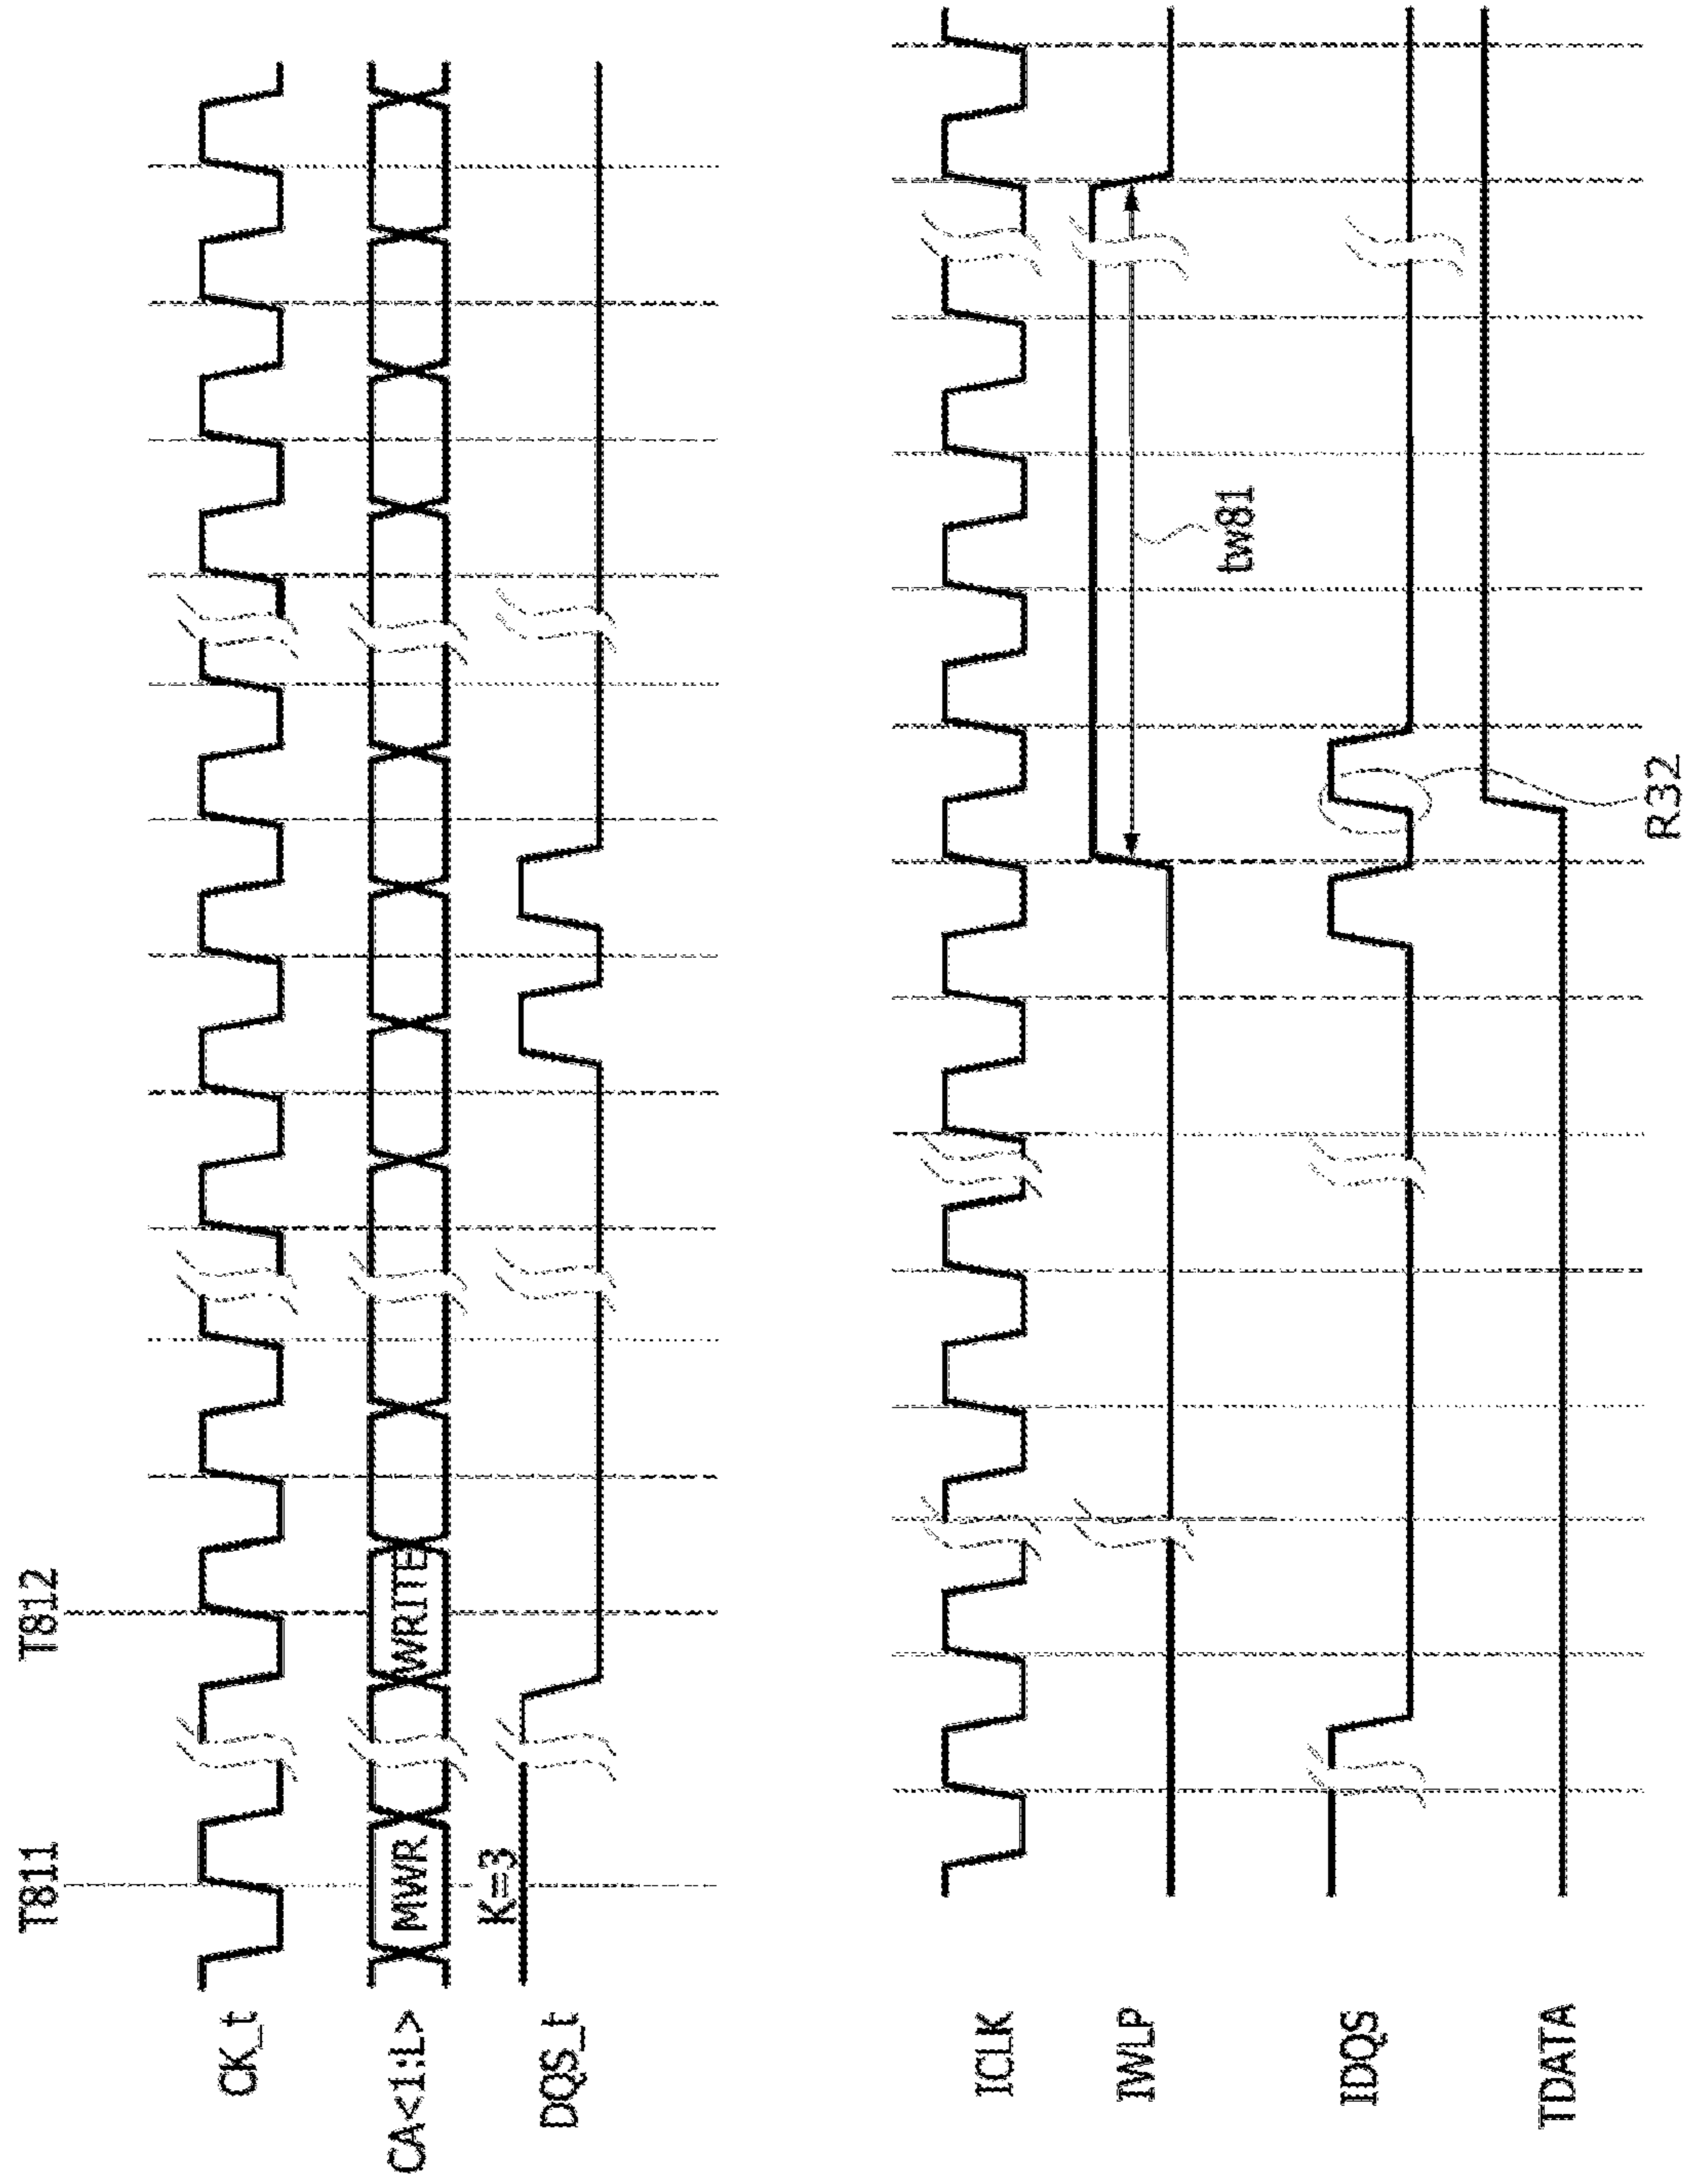 T811
T812
CK_t
CA<1:L>
MWR
WRITE
K=3
DQS_t
ICLK
IWLP
tw81
IDQS
R32
TDATA